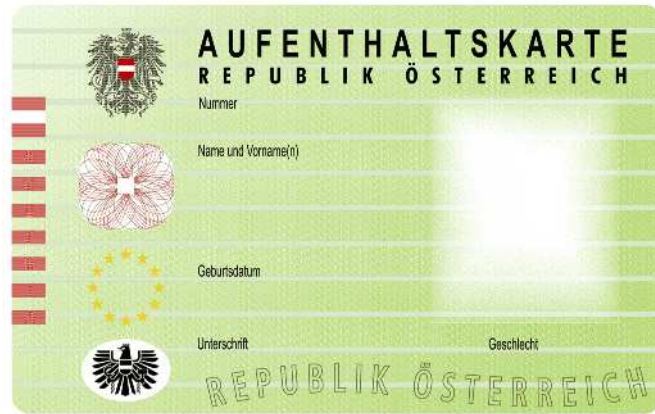 AUFENTHALTSKARTE
REPUBLIK ÖSTERREICH
Nummer
Name und Vorname(n)
Geburtsdatum
Unterschrift Geschlecht
REPUBLIK ÖSTERREICH